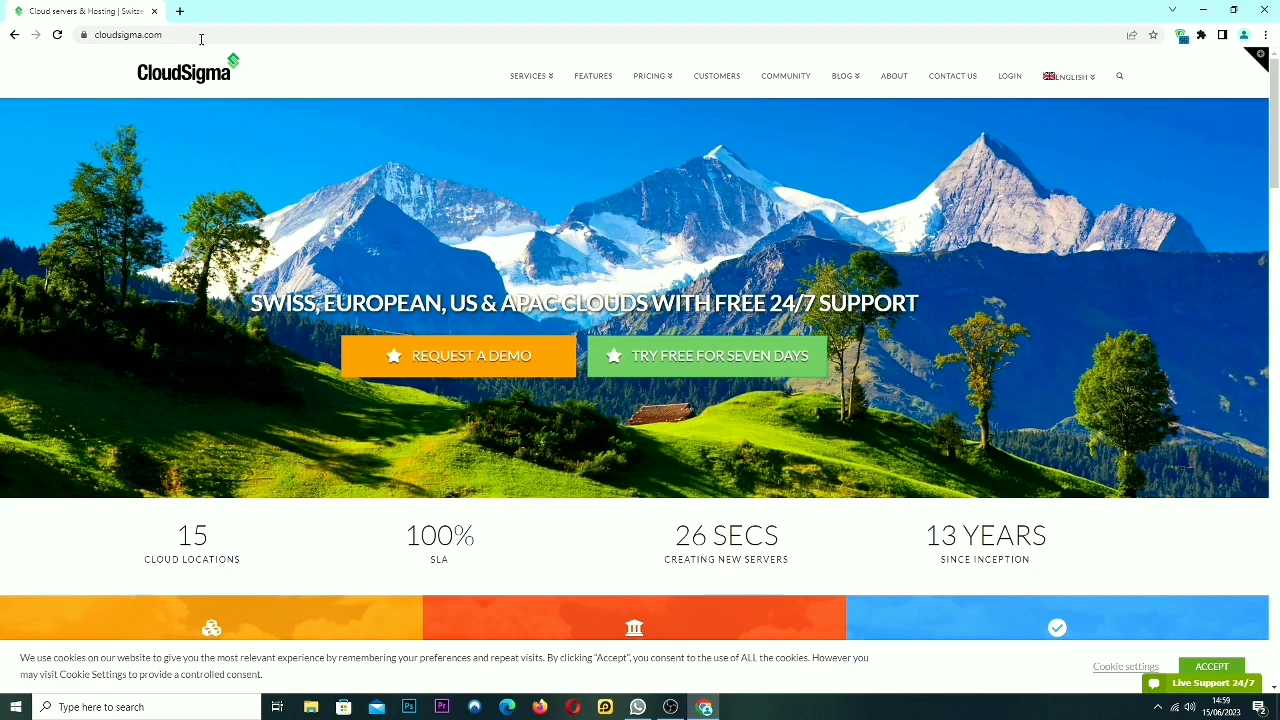 Cloud servers & Hosting | Switze
cloudsigma.com
CloudSigma
SERVICES
FEATURES
PRICING
CUSTOMERS
COMMUNITY
BLOG
ABOUT
CONTACT US
LOGIN
ENGLISH
SWISS, EUROPEAN, US & APAC CLOUDS WITH FREE 24/7 SUPPORT
REQUEST A DEMO
TRY FREE FOR SEVEN DAYS
15
CLOUD LOCATIONS
100%
SLA
26 SECS
CREATING NEW SERVERS
13 YEARS
SINCE INCEPTION
We use cookies on our website to give you the most relevant experience by remembering your preferences and repeat visits. By clicking “Accept”, you consent to the use of ALL the cookies. However you
may visit Cookie Settings to provide a controlled consent.
Cookie settings
ACCEPT
Live Support 24/7
Type here to search
Ps
Pr
14:59
15/06/2023
2